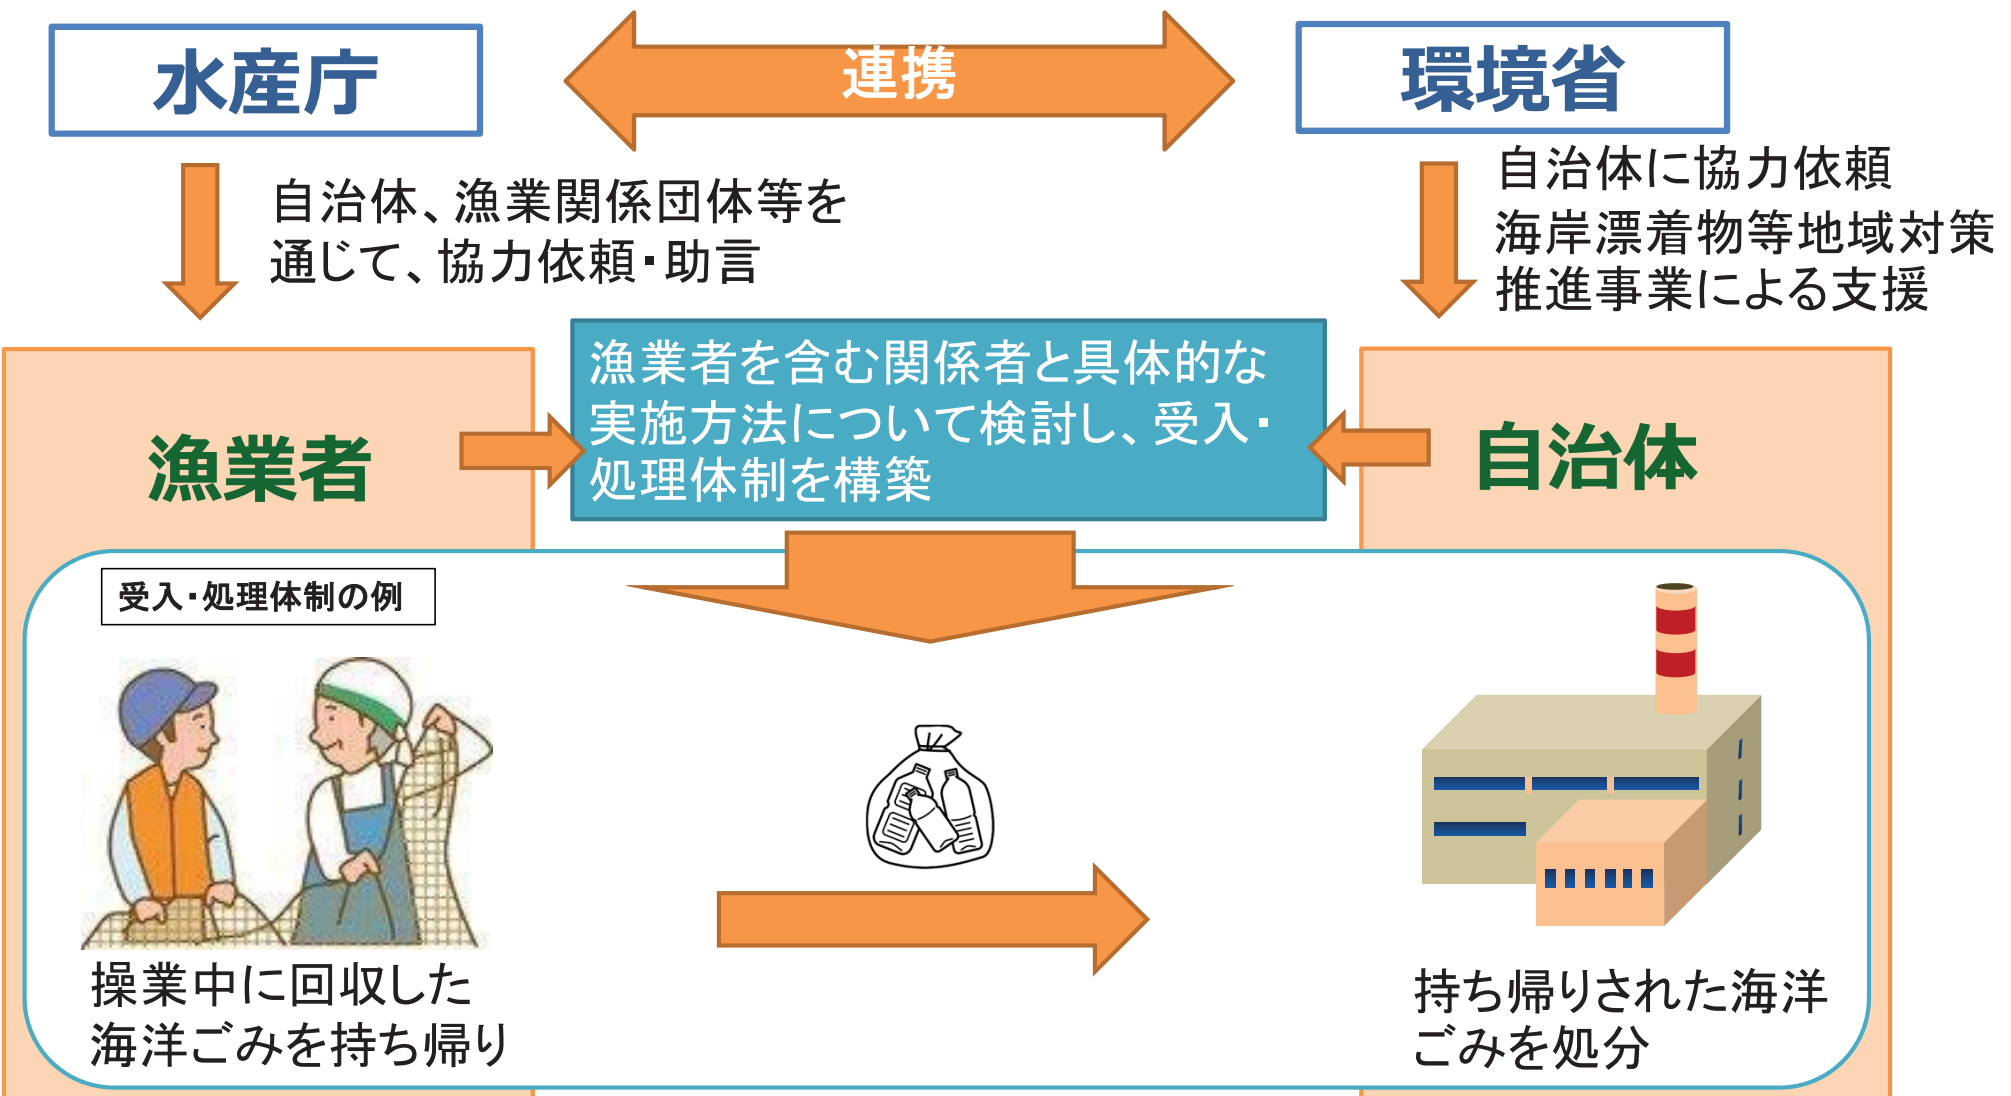 水産庁
連携
環境省
自治体、漁業関係団体等を
通じて、協力依頼・助言
自治体に協力依頼
海岸漂着物等地域対策
推進事業による支援
漁業者を含む関係者と具体的な
実施方法について検討し、受入・
処理体制を構築
漁業者
自治体
受入・処理体制の例
操業中に回収した
海洋ごみを持ち帰り
持ち帰りされた海洋
ごみを処分